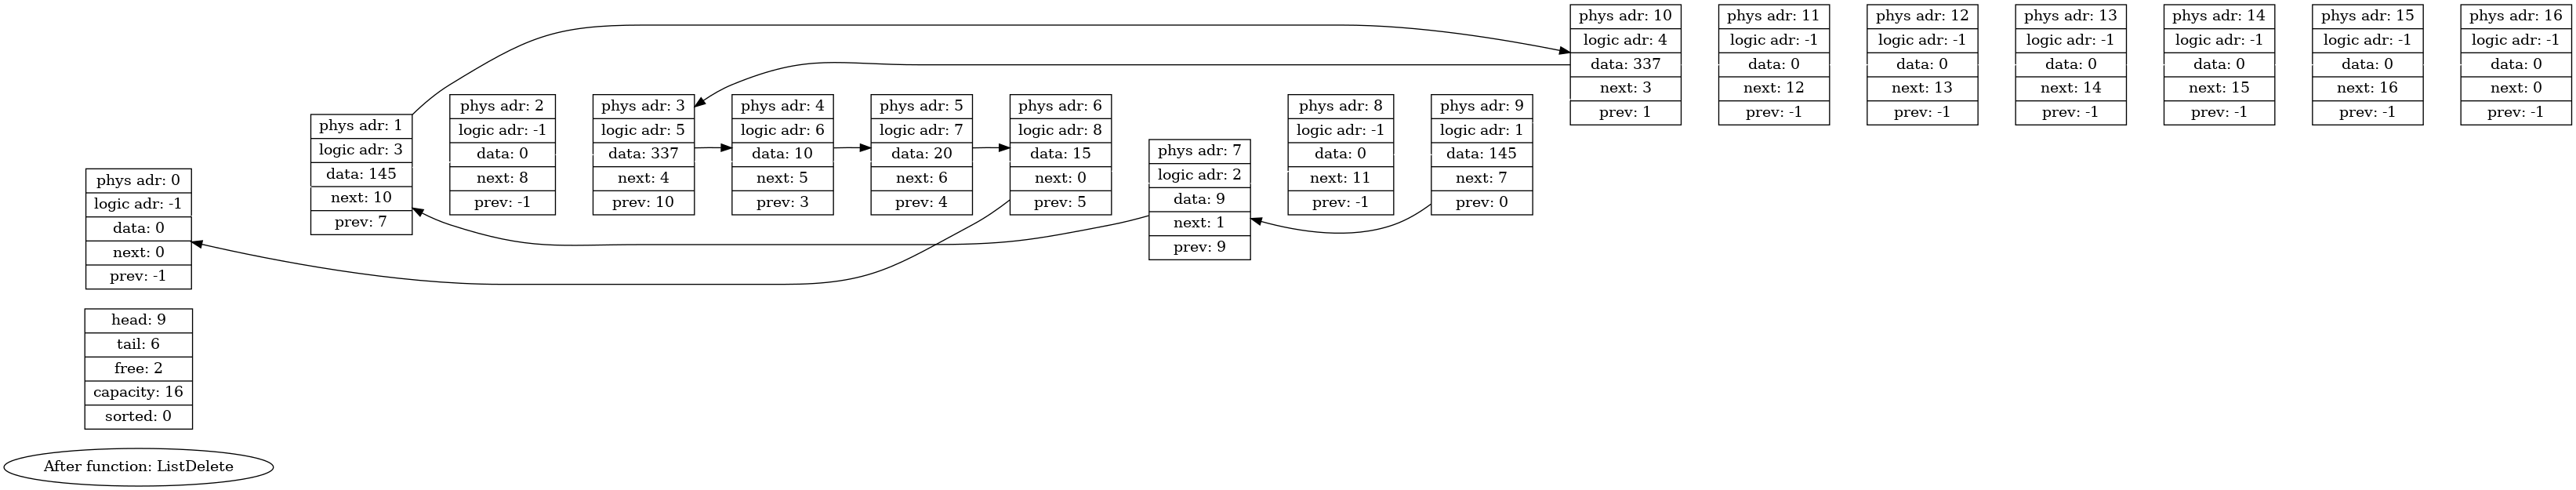 phys adr: 0
logic adr: -1
data: 0
next: 0
prev: -1
head: 9
tail: 6
free: 2
capacity: 16
sorted: 0
After function: ListDelete
phys adr: 1
logic adr: 3
data: 145
next: 10
prev: 7
phys adr: 2
logic adr: -1
data: 0
next: 8
prev: -1
phys adr: 3
logic adr: 5
data: 337
next: 4
prev: 10
phys adr: 4
logic adr: 6
data: 10
next: 5
prev: 3
phys adr: 5
logic adr: 7
data: 20
next: 6
prev: 4
phys adr: 6
logic adr: 8
data: 15
next: 0
prev: 5
phys adr: 7
logic adr: 2
data: 9
next: 1
prev: 9
phys adr: 8
logic adr: -1
data: 0
next: 11
prev: -1
phys adr: 9
logic adr: 1
data: 145
next: 7
prev: 0
phys adr: 10
logic adr: 4
data: 337
next: 3
prev: 1
phys adr: 11
logic adr: -1
data: 0
next: 12
prev: -1
phys adr: 12
logic adr: -1
data: 0
next: 13
prev: -1
phys adr: 13
logic adr: -1
data: 0
next: 14
prev: -1
phys adr: 14
logic adr: -1
data: 0
next: 15
prev: -1
phys adr: 15
logic adr: -1
data: 0
next: 16
prev: -1
phys adr: 16
logic adr: -1
data: 0
next: 0
prev: -1